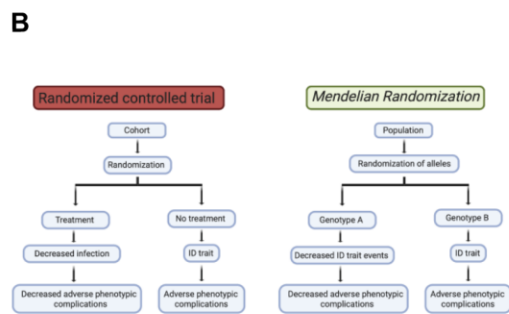 B
Randomized controlled trial
Cohort
Randomization
Treatment
No treatment
Decreased infection
ID trait
Decreased adverse phenotypic
complications
Adverse phenotypic
complications
Mendelian Randomization
Population
Randomization of alleles
Genotype A
Genotype B
Decreased ID trait events
ID trait
Decreased adverse phenotypic
complications
Adverse phenotypic
complications